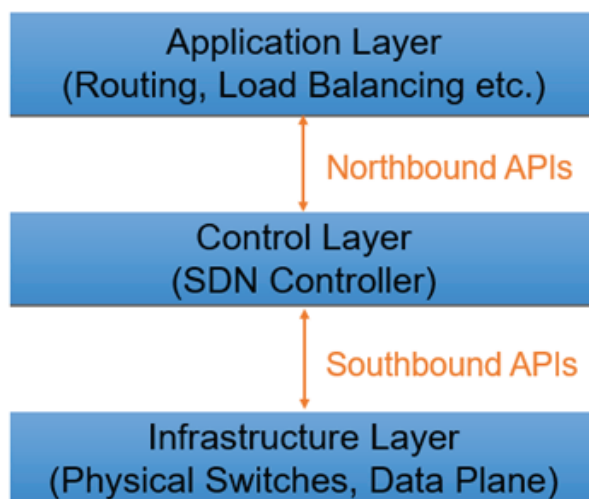 Application Layer
(Routing, Load Balancing etc.)
Northbound APIs
Control Layer
(SDN Controller)
Southbound APIs
Infrastructure Layer
(Physical Switches, Data Plane)